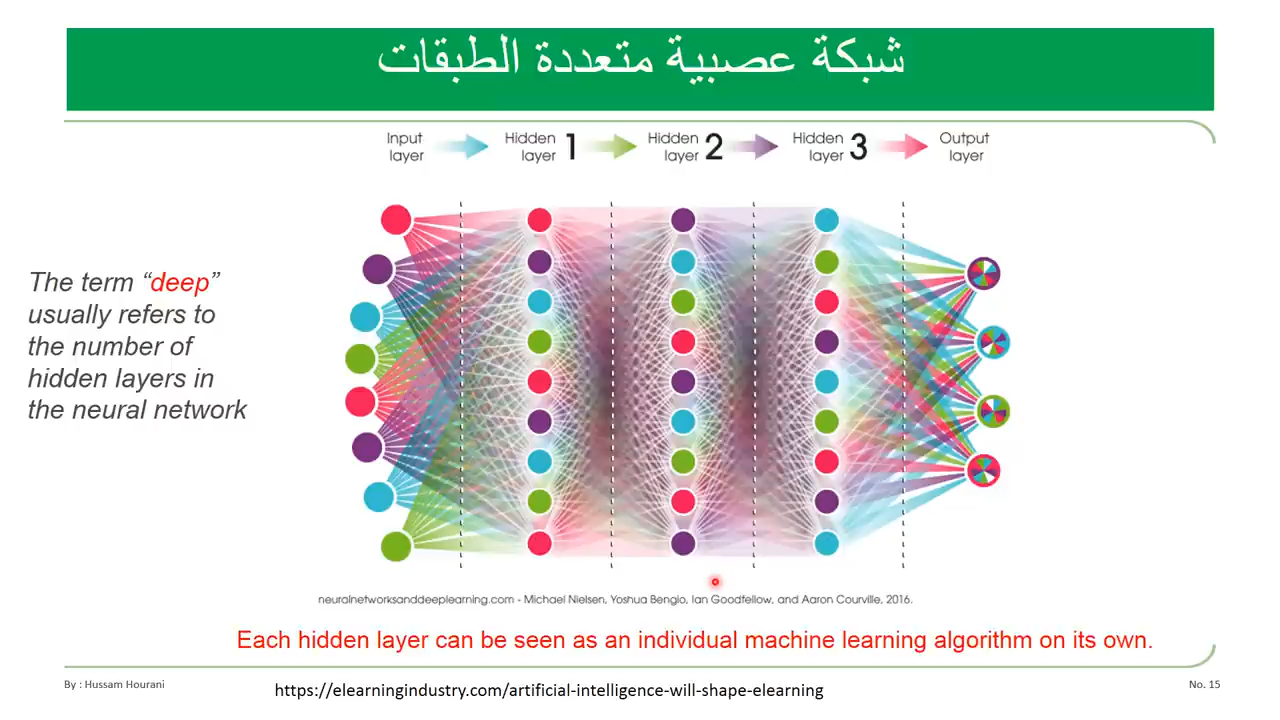 شبكة عصبية متعددة الطبقات
Input layer
Hidden layer 1
Hidden layer 2
Hidden layer 3
Output layer
The term “deep”
usually refers to
the number of
hidden layers in
the neural network
neuralnetworksanddeeplearning.com - Michael Nielsen, Yoshua Bengio, Ian Goodfellow, and Aaron Courville, 2016.
Each hidden layer can be seen as an individual machine learning algorithm on its own.
By : Hussam Hourani
https://elearningindustry.com/artificial-intelligence-will-shape-elearning
No. 15